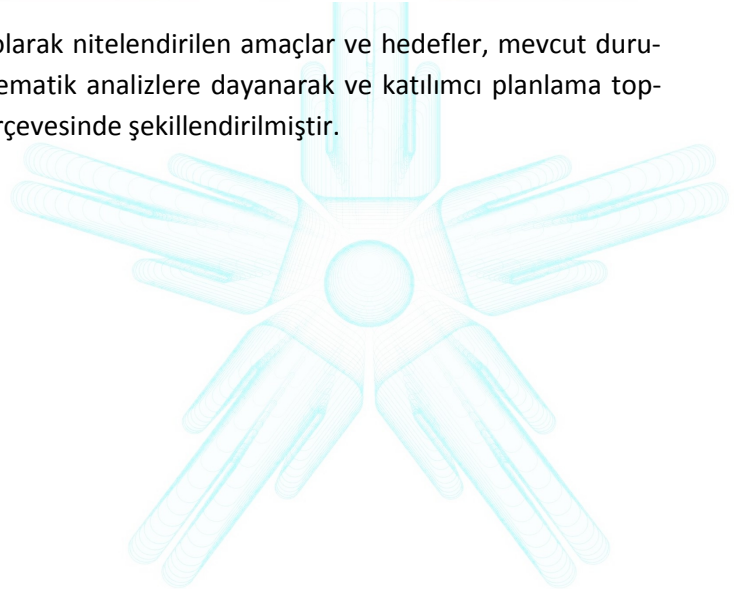 olarak nitelendirilen amaçlar ve hedefler, mevcut duru-
ematik analizlere dayanarak ve katılımcı planlama top-
rçevesinde şekillendirilmiştir.